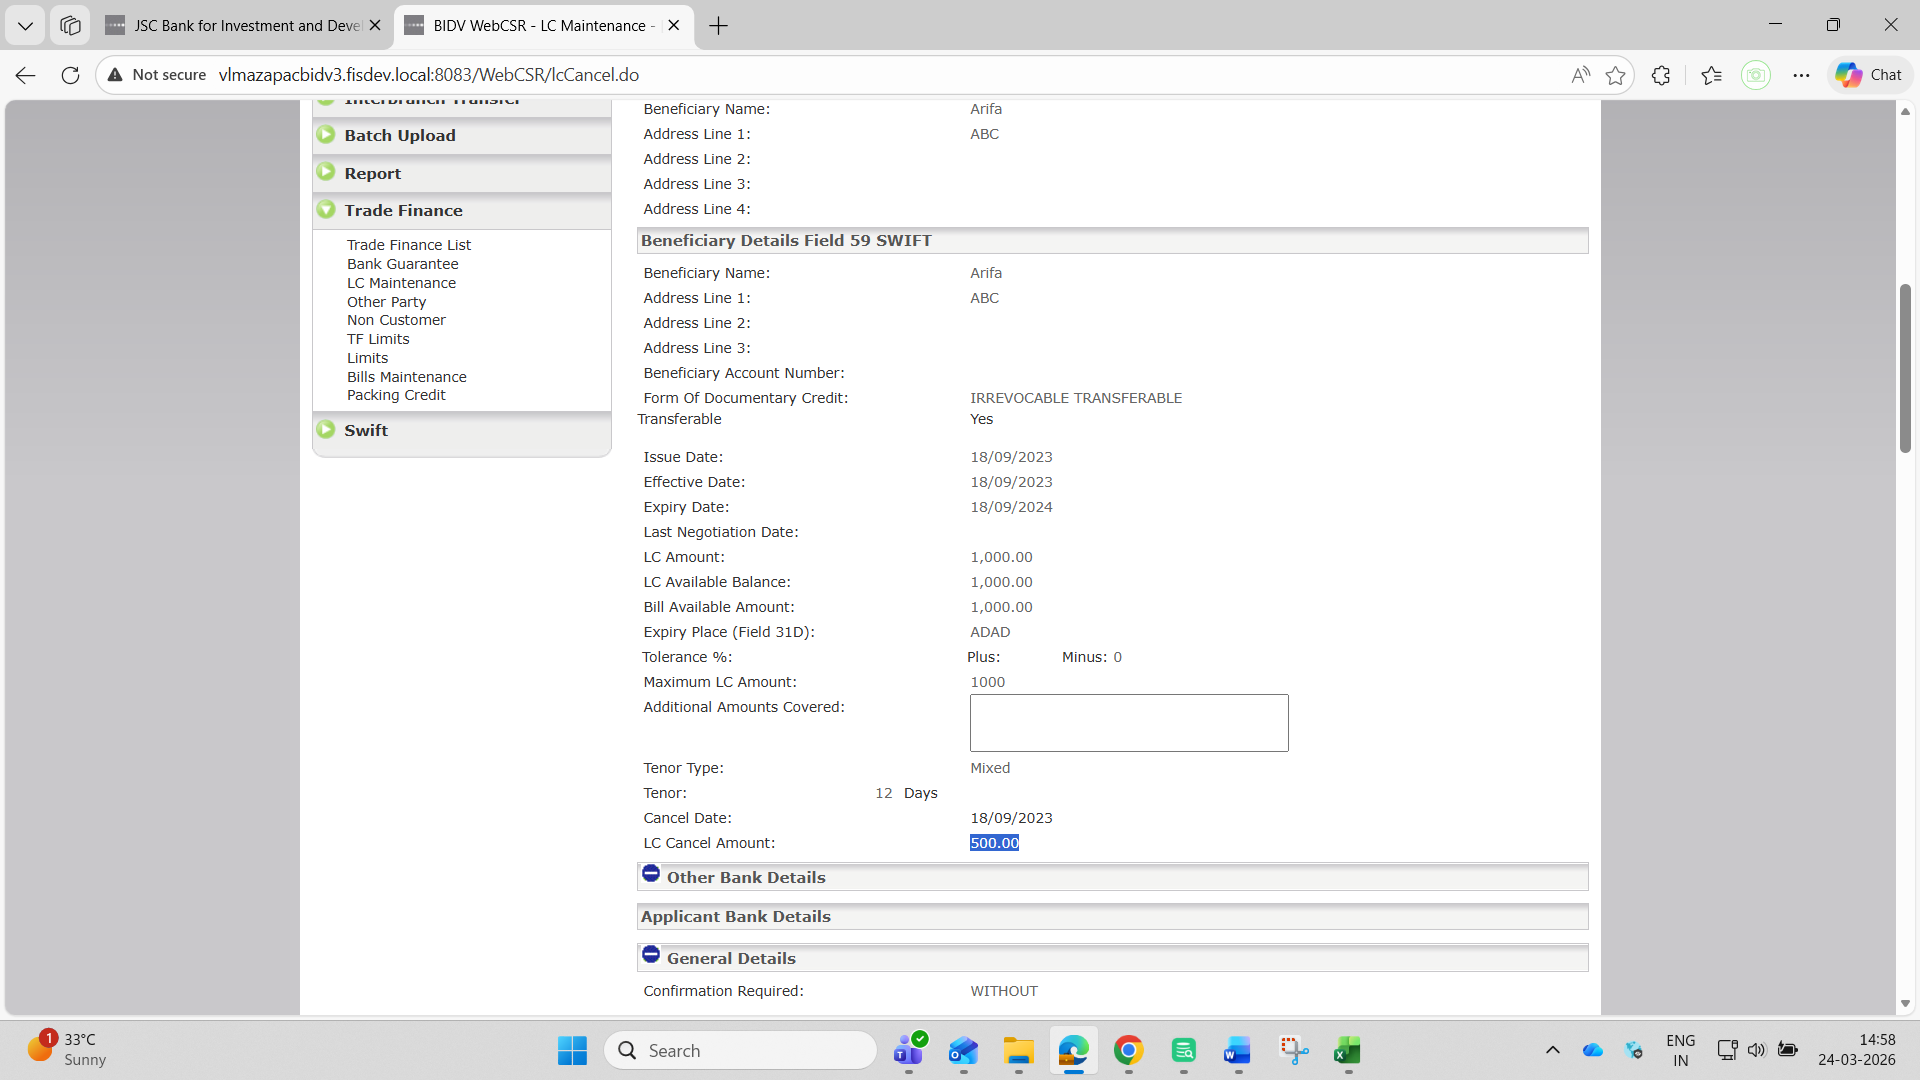 JSC Bank for Investment and Deve
BIDV WebCSR - LC Maintenance -
Not secure vlmazapacbidv3.fisdev.local:8083/WebCSR/lcCancel.do
Chat
Interbranch Transfer
Batch Upload
Report
Trade Finance
Trade Finance List
Bank Guarantee
LC Maintenance
Other Party
Non Customer
TF Limits
Limits
Bills Maintenance
Packing Credit
Swift
Beneficiary Name: Arifa
Address Line 1: ABC
Address Line 2:
Address Line 3:
Address Line 4:
Beneficiary Details Field 59 SWIFT
Beneficiary Name: Arifa
Address Line 1: ABC
Address Line 2:
Address Line 3:
Beneficiary Account Number:
Form Of Documentary Credit: IRREVOCABLE TRANSFERABLE
Transferable Yes
Issue Date: 18/09/2023
Effective Date: 18/09/2023
Expiry Date: 18/09/2024
Last Negotiation Date:
LC Amount: 1,000.00
LC Available Balance: 1,000.00
Bill Available Amount: 1,000.00
Expiry Place (Field 31D): ADAD
Tolerance %: Plus: Minus: 0
Maximum LC Amount: 1000
Additional Amounts Covered:
Tenor Type: Mixed
Tenor: 12 Days
Cancel Date: 18/09/2023
LC Cancel Amount: 500.00
Other Bank Details
Applicant Bank Details
General Details
Confirmation Required: WITHOUT
1
33°C
Sunny
Search
ENG
IN
14:58
24-03-2026